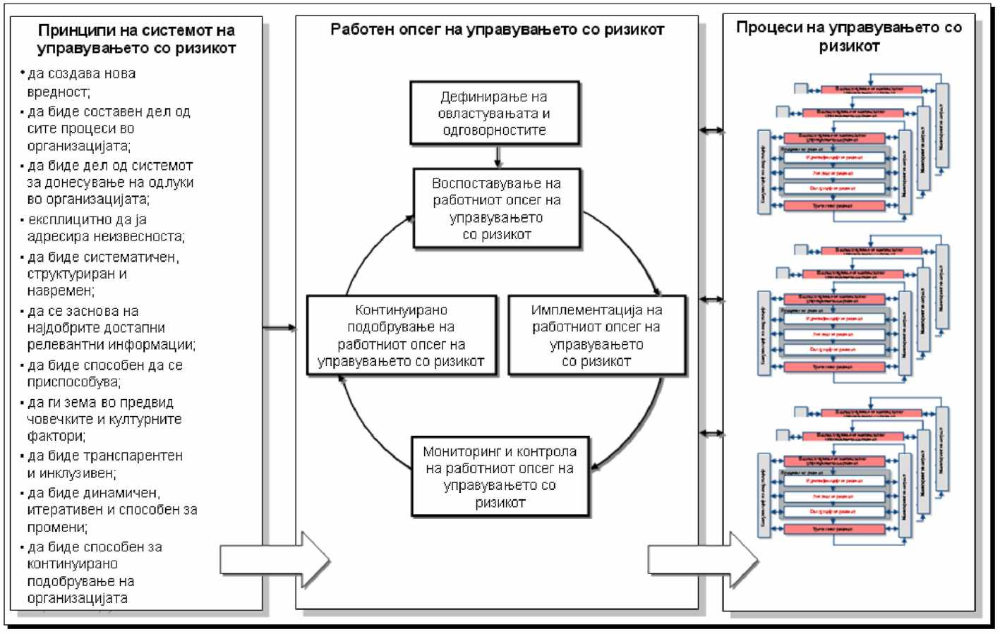 Принципи на системот на
управувањето со ризикот
• да создава нова
вредност;
• да биде составен дел од
сите процеси во
организацијата;
• да биде дел од системот
за донесување на одлуки
во организацијата;
• експлицитно да ја
адресира неизвесноста;
• да биде систематичен,
структуриран и
навремен;
• да се заснова на
најдобрите достапни
релевантни информации;
• да биде способен да се
приспособува;
• да ги зема во предвид
човечките и културните
фактори;
• да биде транспарентен
и инклузивен;
• да биде динамичен,
итеративен и способен за
промени;
• да биде способен за
континуирано
подобрување на
организацијата
Работен опсег на управувањето со ризикот
Дефинирање на
овластувањата и
одговорностите
Воспоставување на
работниот опсег на
управувањето
со ризикот
Континуирано
подобрување на
работниот опсег на
управувањето со ризикот
Имплементација на
работниот опсег на
управувањето
со ризикот
Мониторинг и контрола
на работниот опсег на
управувањето со
ризикот
Процеси на управувањето со
ризикот